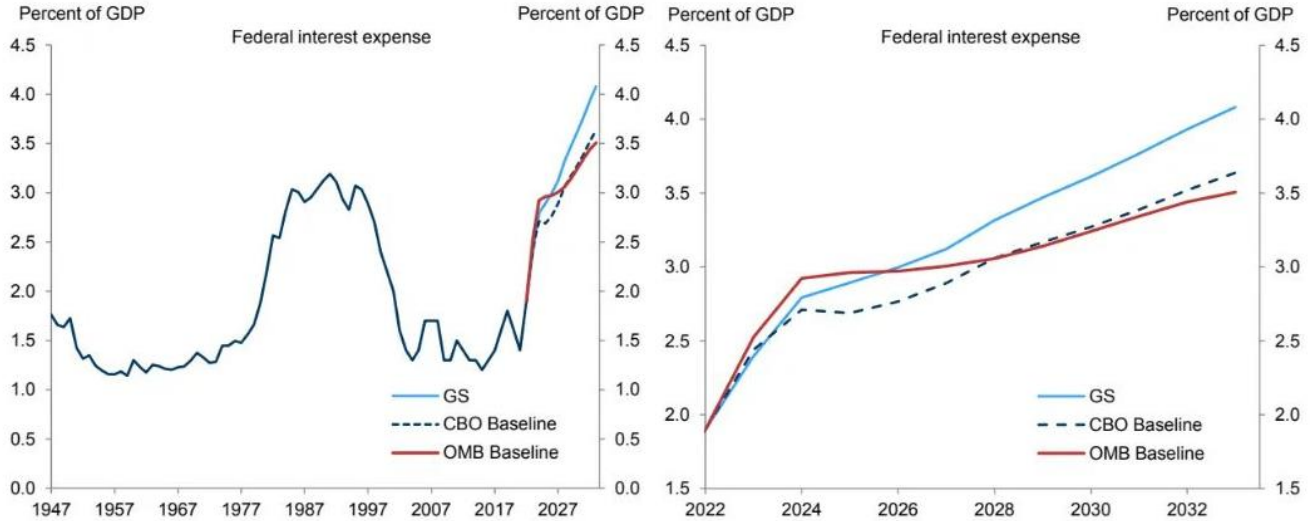 Percent of GDP
Percent of GDP
Federal interest expense
4.5
4.0
3.5
3.0
2.5
2.0
1.5
1.0
0.5
0.0
4.5
4.0
3.5
3.0
2.5
2.0
1.5
1.0
0.5
0.0
GS
CBO Baseline
OMB Baseline
1947 1957 1967 1977 1987 1997 2007 2017 2027
Percent of GDP
Percent of GDP
Federal interest expense
4.5
4.0
3.5
3.0
2.5
2.0
1.5
4.5
4.0
3.5
3.0
2.5
2.0
1.5
GS
CBO Baseline
OMB Baseline
2022 2024 2026 2028 2030 2032